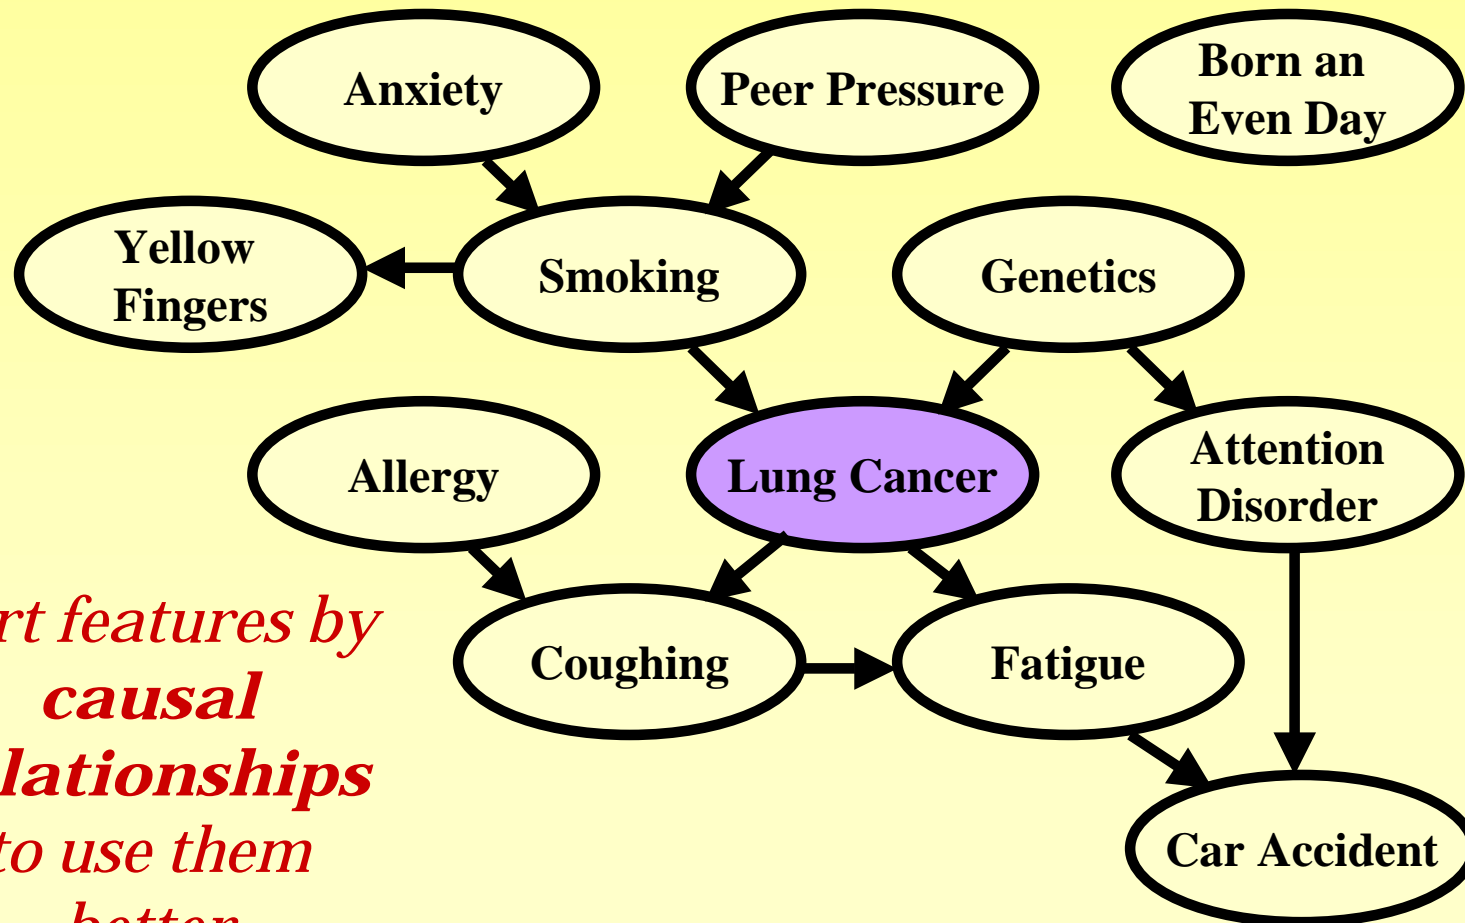 Anxiety
Peer Pressure
Born an
Even Day
Yellow
Fingers
Smoking
Genetics
Allergy
Lung Cancer
Attention
Disorder
rt features by
causal
lationships
to use them
better
Coughing
Fatigue
Car Accident